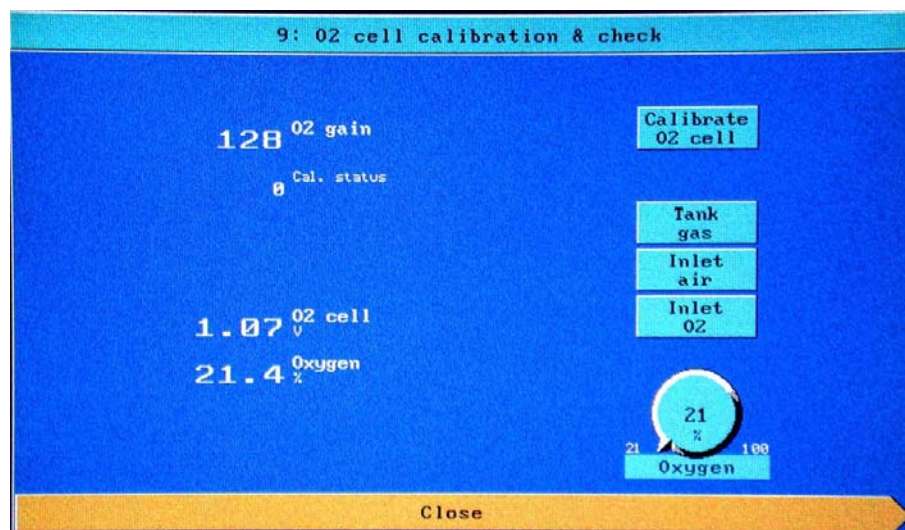 9: O2 cell calibration & check
128 O2 gain
0 Cal. status
1.07 O2 cell
V
21.4 Oxygen
%
Calibrate
O2 cell
Tank
gas
Inlet
air
Inlet
O2
21
%
21 100
Oxygen
Close